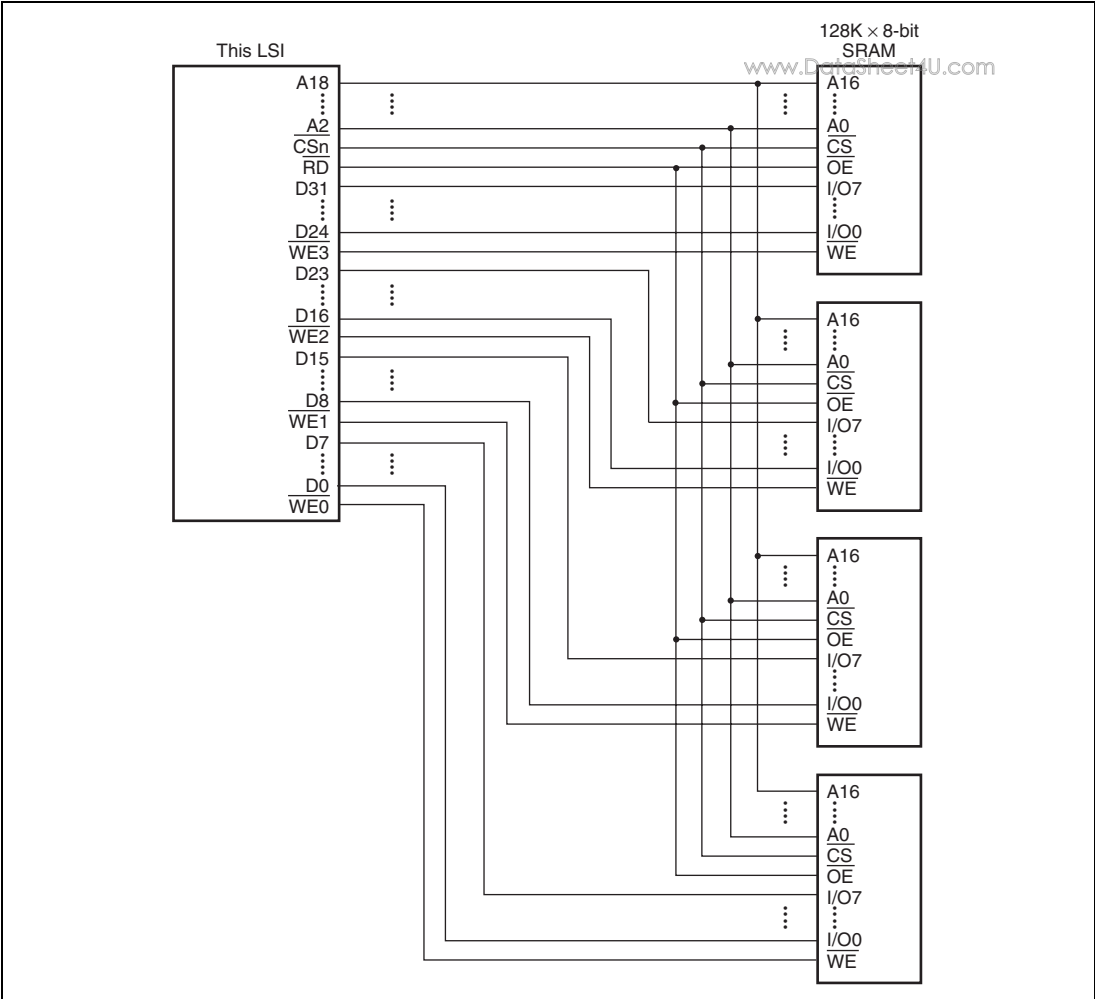 This LSI
128K × 8-bit
SRAM
www.DataSheet4U.com
A18
A2
CSn
RD
D31
D24
WE3
D23
D16
WE2
D15
D8
WE1
D7
D0
WE0
A16
A0
CS
OE
I/O7
I/O0
WE
A16
A0
CS
OE
I/O7
I/O0
WE
A16
A0
CS
OE
I/O7
I/O0
WE
A16
A0
CS
OE
I/O7
I/O0
WE